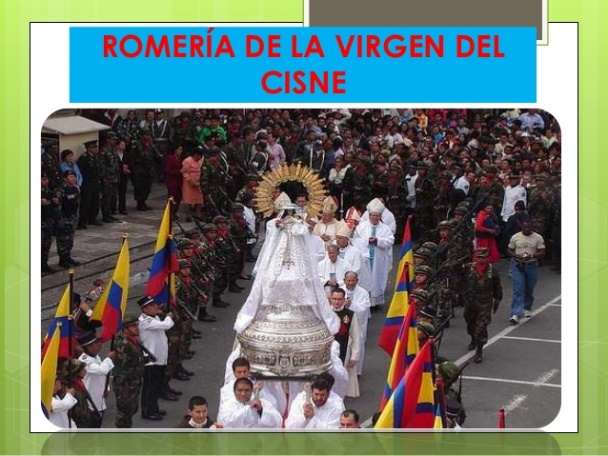 ROMERÍA DE LA VIRGEN DEL
CISNE